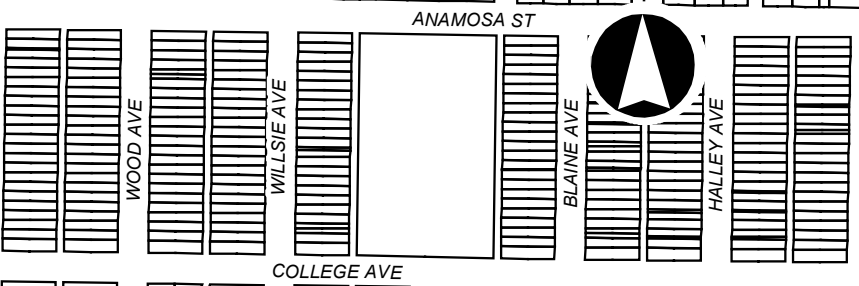 ANAMOSA ST
WOOD AVE
WILLSIE AVE
BLAINE AVE
HALLEY AVE
COLLEGE AVE